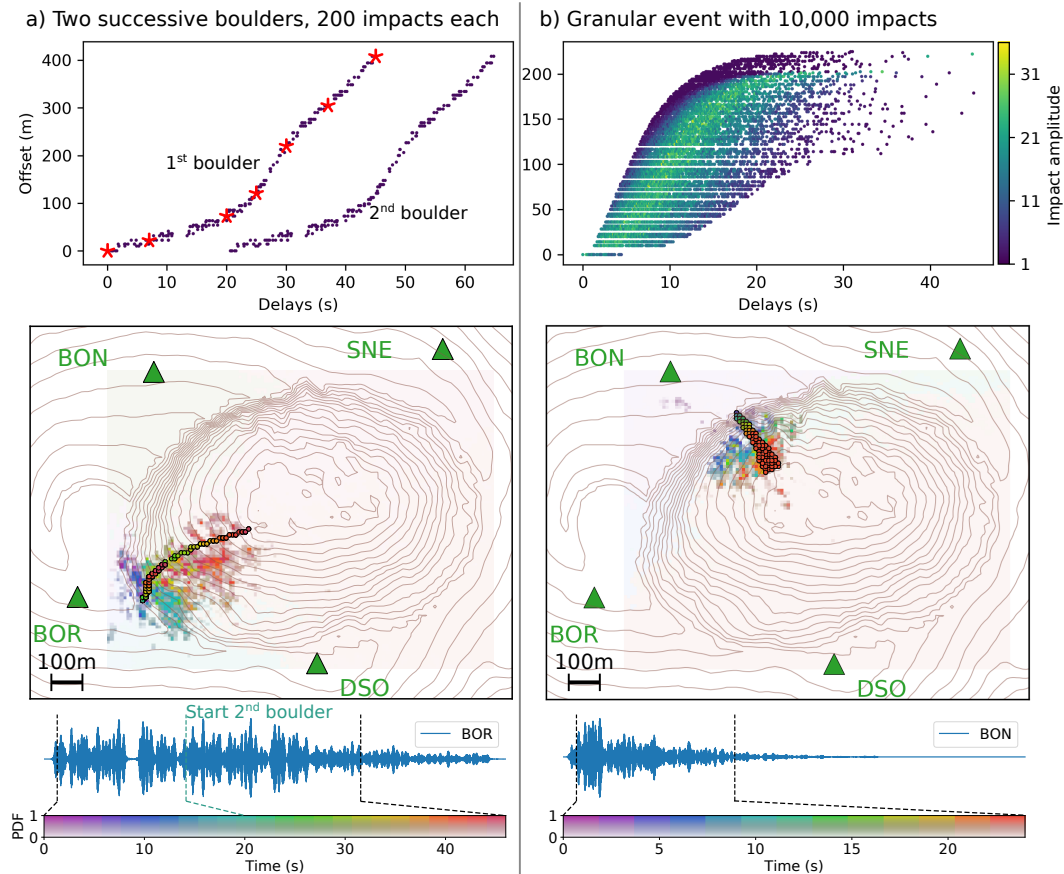 a) Two successive boulders, 200 impacts each
b) Granular event with 10,000 impacts
400
300
200
100
0
Offset (m)
1st boulder
2nd boulder
0 10 20 30 40 50 60
Delays (s)
200
150
100
50
0
0 10 20 30 40
Delays (s)
31
21
11
1
Impact amplitude
BON
SNE
BOR
DSO
100m
BON
SNE
BOR
DSO
100m
Start 2nd boulder
BOR
BON
PDF
1
0
0 10 20 30 40
Time (s)
1
0
0 5 10 15 20
Time (s)